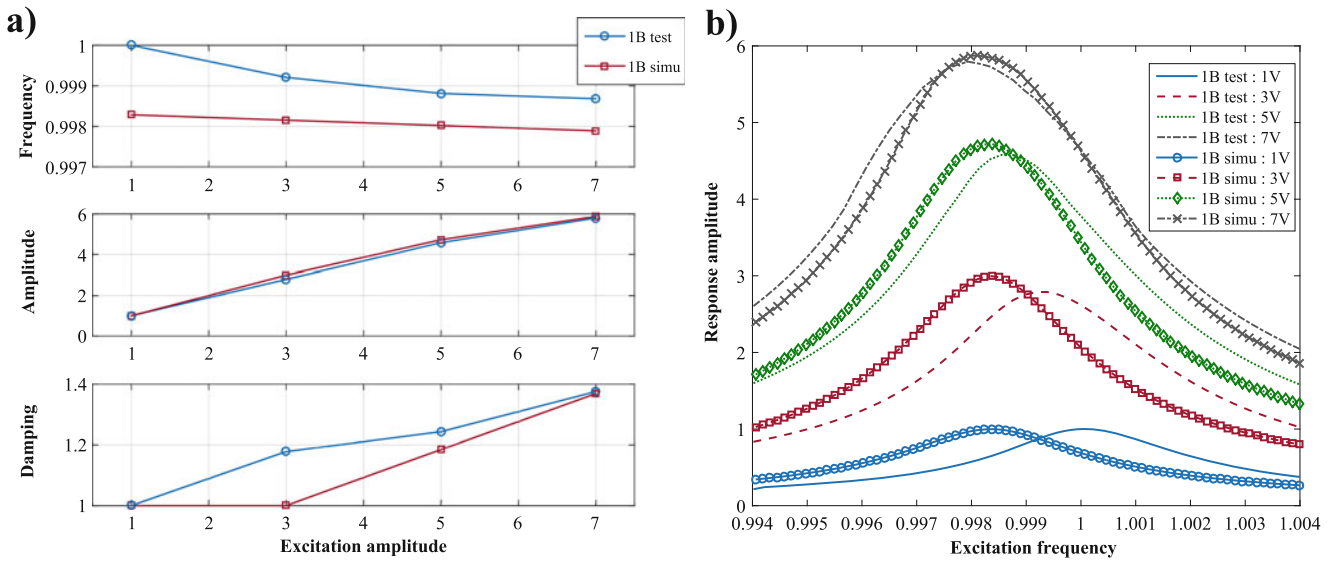 a)
1B test
1B simu
Frequency
1
0.999
0.998
0.997
1 2 3 4 5 6 7
Amplitude
6
4
2
0
1 2 3 4 5 6 7
Damping
1.4
1.2
1
1 2 3 4 5 6 7
Excitation amplitude
b)
Response amplitude
6
5
4
3
2
1
0
0.994 0.995 0.996 0.997 0.998 0.999 1 1.001 1.002 1.003 1.004
Excitation frequency
1B test : 1V
1B test : 3V
1B test : 5V
1B test : 7V
1B simu : 1V
1B simu : 3V
1B simu : 5V
1B simu : 7V